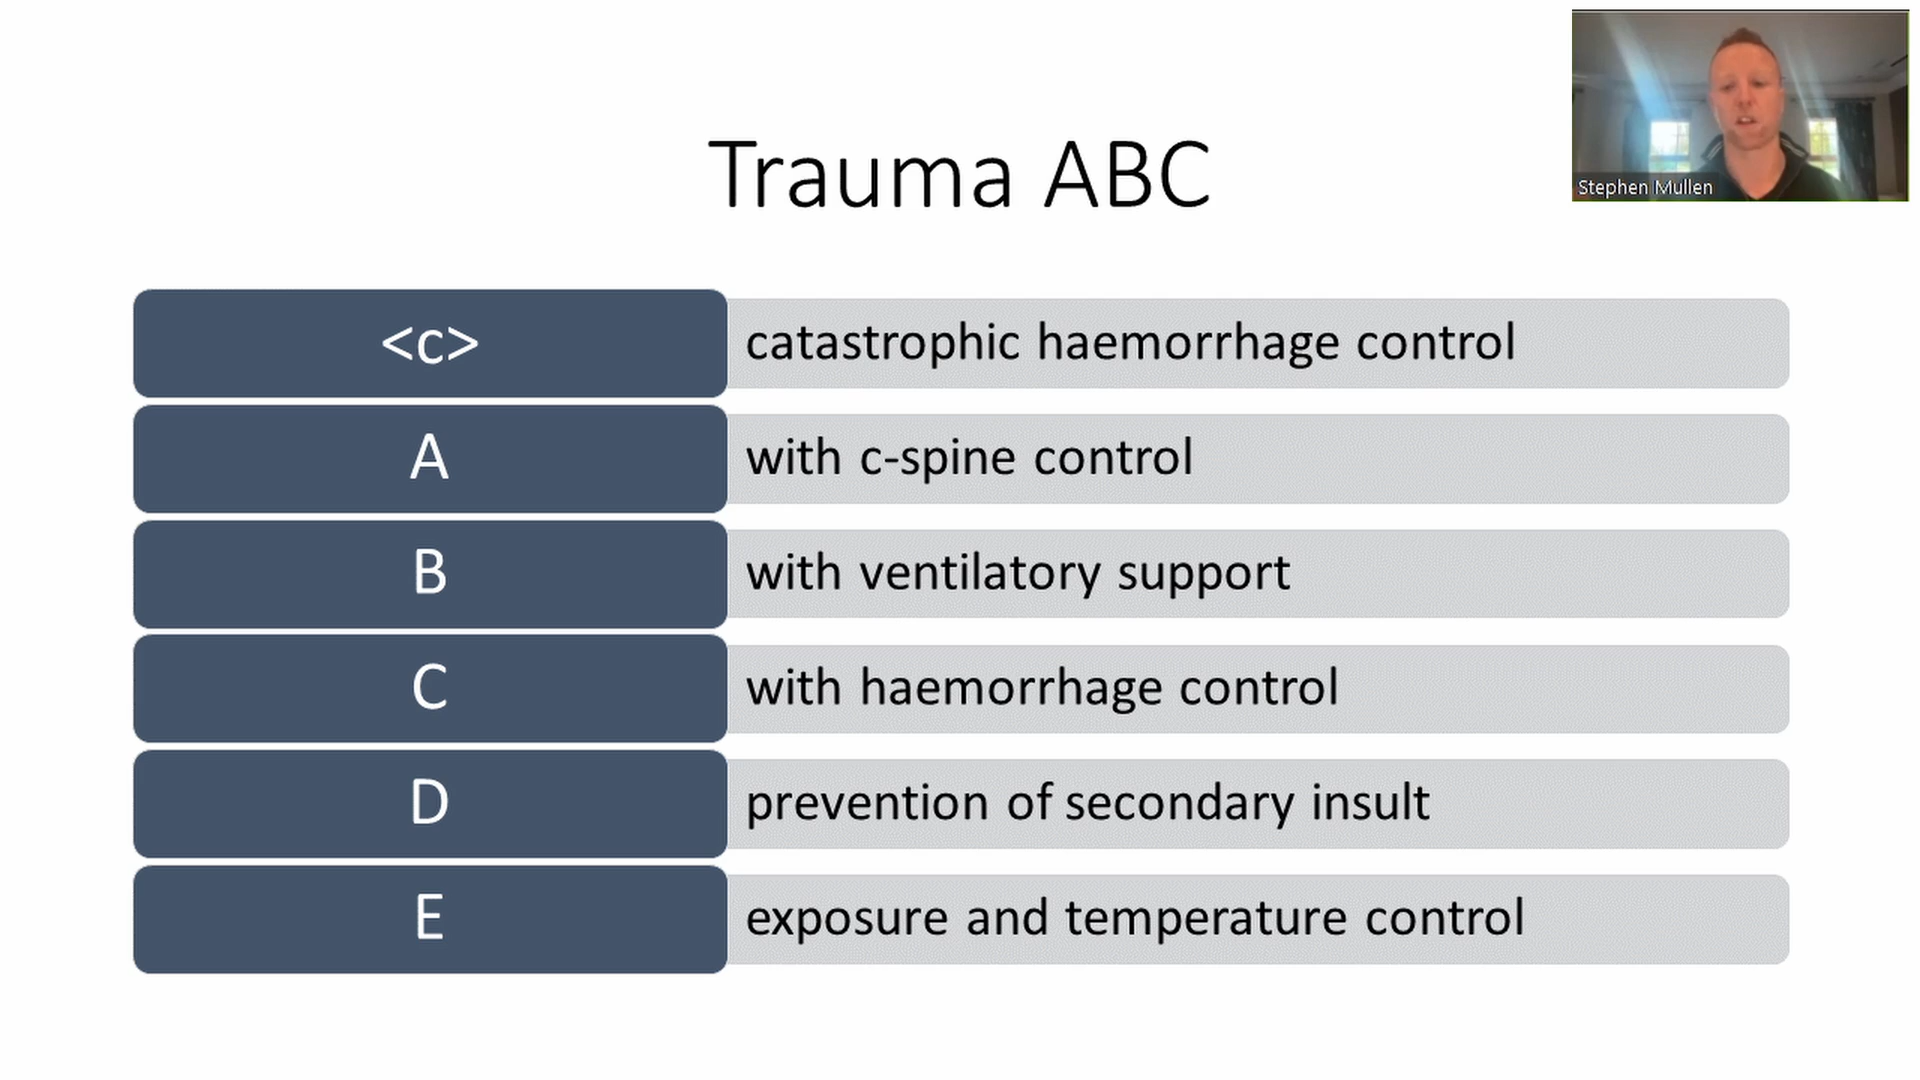 Trauma ABC
Stephen Mullen
<c> catastrophic haemorrhage control
A with c-spine control
B with ventilatory support
C with haemorrhage control
D prevention of secondary insult
E exposure and temperature control